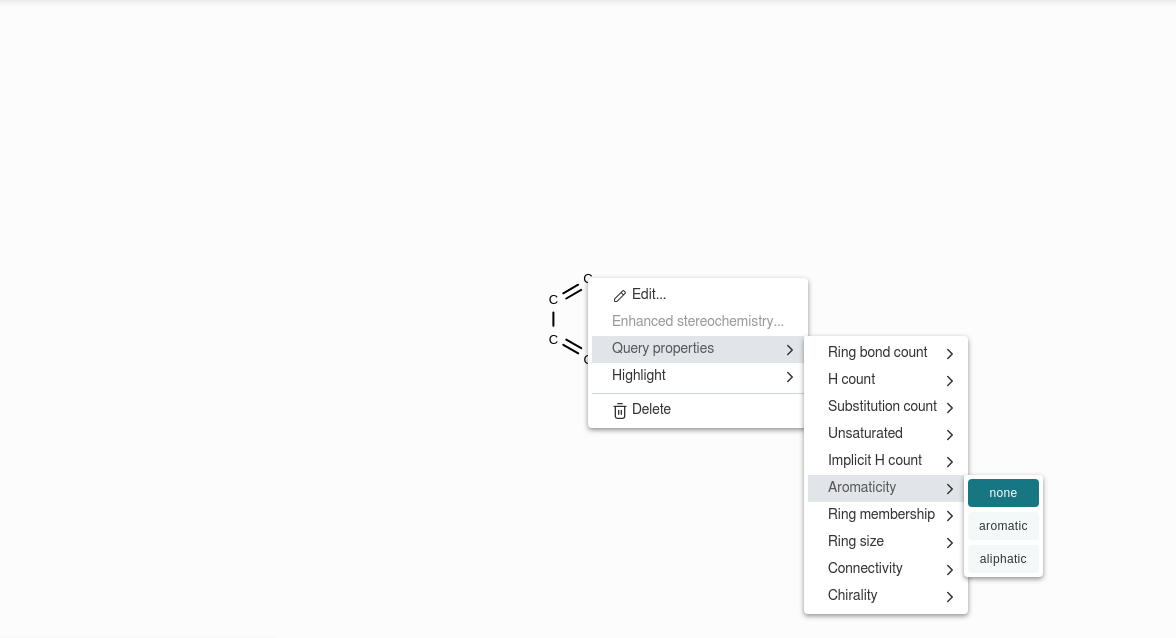 C
C
C
C
Edit...
Enhanced stereochemistry...
Query properties
Highlight
Delete
Ring bond count
H count
Substitution count
Unsaturated
Implicit H count
Aromaticity
Ring membership
Ring size
Connectivity
Chirality
none
aromatic
aliphatic